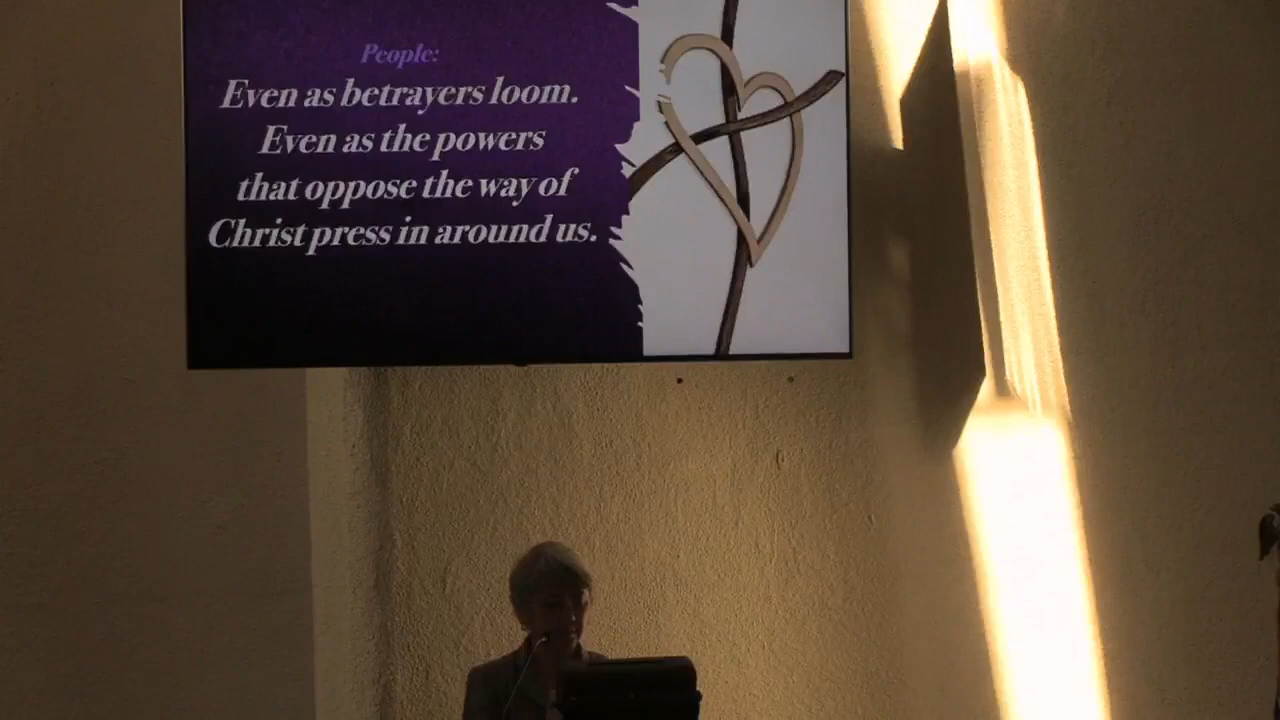 People:
Even as betrayers loom.
Even as the powers
that oppose the way of
Christ press in around us.